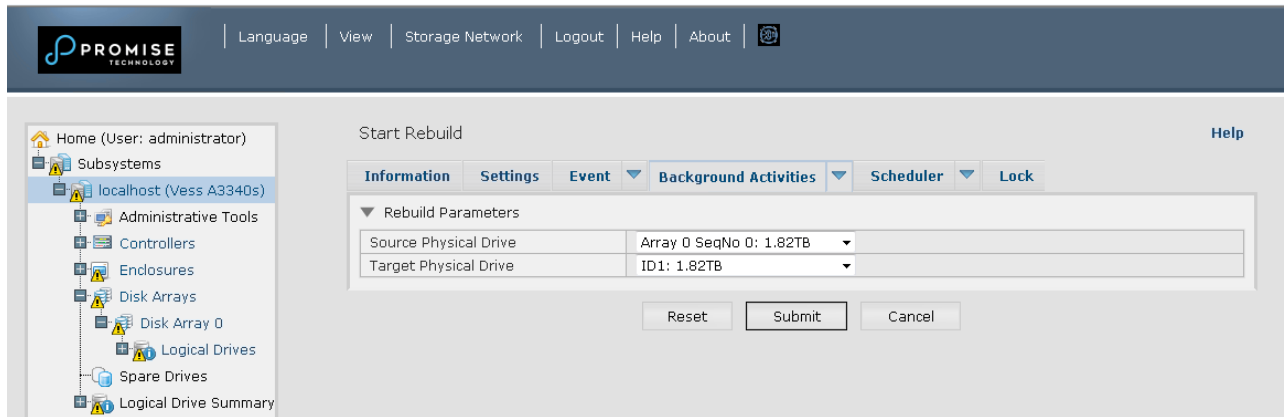 PROMISE
TECHNOLOGY
Language View Storage Network Logout Help About
Home (User: administrator)
Subsystems
localhost (Vess A3340s)
Administrative Tools
Controllers
Enclosures
Disk Arrays
Disk Array 0
Logical Drives
Spare Drives
Logical Drive Summary
Start Rebuild Help
Information Settings Event Background Activities Scheduler Lock
Rebuild Parameters
Source Physical Drive Array 0 SeqNo 0: 1.82TB
Target Physical Drive ID1: 1.82TB
Reset Submit Cancel